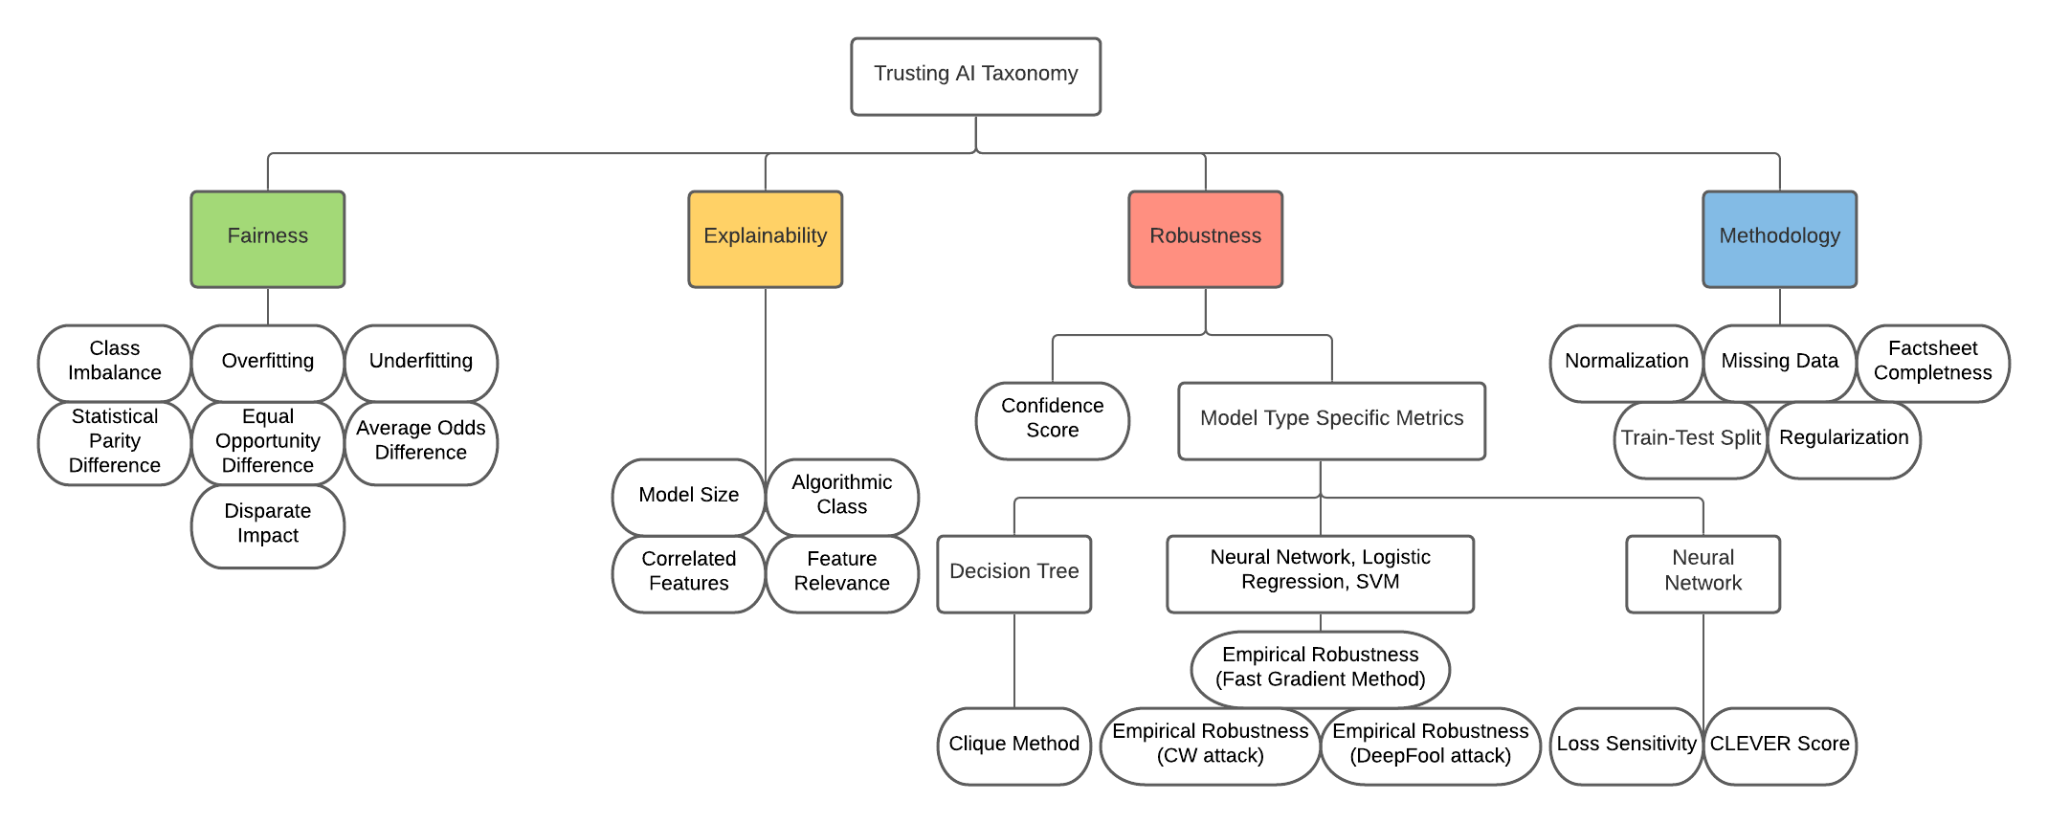 Trusting AI Taxonomy
Fairness
Explainability
Robustness
Methodology
Class
Imbalance
Overfitting
Underfitting
Statistical
Parity
Difference
Equal
Opportunity
Difference
Average Odds
Difference
Disparate
Impact
Model Size
Algorithmic
Class
Correlated
Features
Feature
Relevance
Confidence
Score
Model Type Specific Metrics
Decision Tree
Neural Network, Logistic
Regression, SVM
Neural
Network
Clique Method
Empirical Robustness
(Fast Gradient Method)
Empirical Robustness
(CW attack)
Empirical Robustness
(DeepFool attack)
Loss Sensitivity
CLEVER Score
Normalization
Missing Data
Factsheet
Completness
Train-Test Split
Regularization